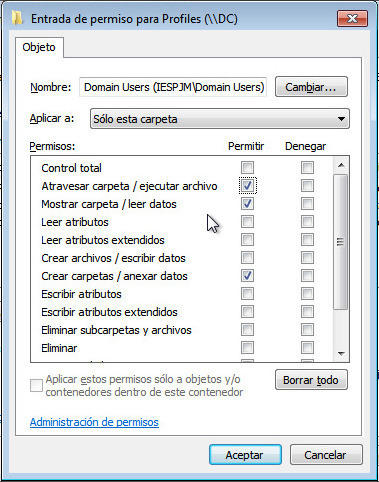 Entrada de permiso para Profiles (\\DC)
Objeto
Nombre: Domain Users (IESPJM\Domain Users) Cambiar...
Aplicar a: Sólo esta carpeta
Permisos: Permitir Denegar
Control total
Atravesar carpeta / ejecutar archivo
Mostrar carpeta / leer datos
Leer atributos
Leer atributos extendidos
Crear archivos / escribir datos
Crear carpetas / anexar datos
Escribir atributos
Escribir atributos extendidos
Eliminar subcarpetas y archivos
Eliminar
Aplicar estos permisos sólo a objetos y/o
contenedores dentro de este contenedor
Borrar todo
Administración de permisos
Aceptar Cancelar